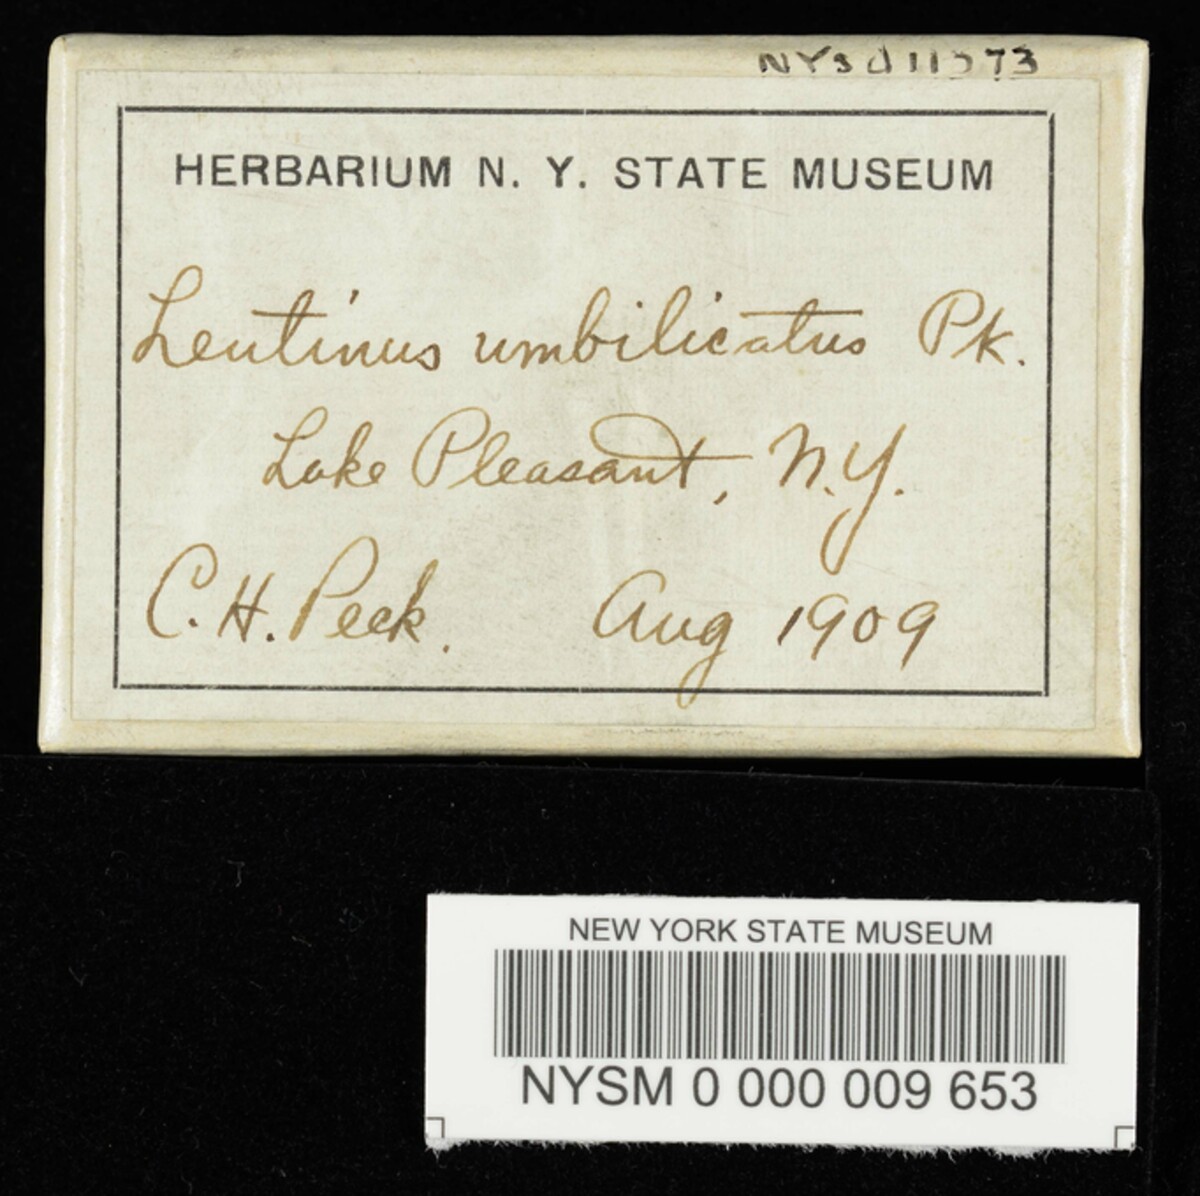 HERBARIUM N. Y. STATE MUSEUM
Lentinus umbilicatus Pk.
Lake Pleasant, N.Y.
C. H. Peck. Aug 1909
NEW YORK STATE MUSEUM
NYSM 0 000 009 653